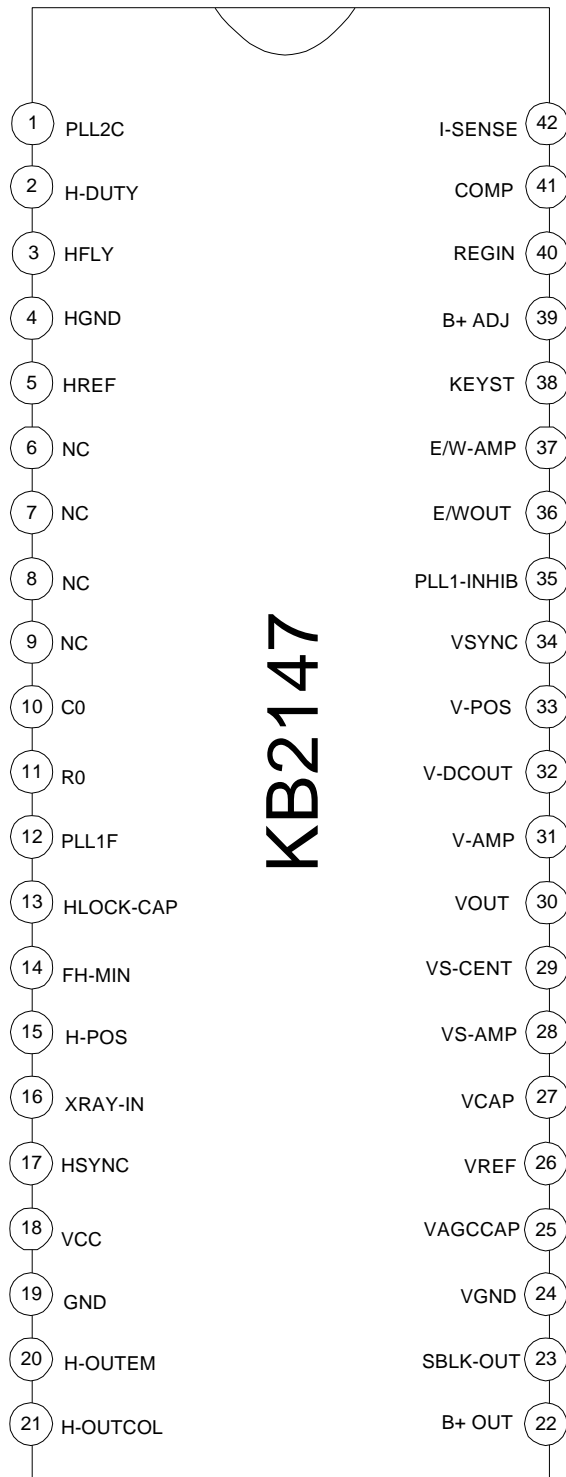 1 PLL2C I-SENSE 42
2 H-DUTY COMP 41
3 HFLY REGIN 40
4 HGND B+ ADJ 39
5 HREF KEYST 38
6 NC E/W-AMP 37
7 NC E/WOUT 36
8 NC PLL1-INHIB 35
9 NC VSYNC 34
10 C0 V-POS 33
11 R0 V-DCOUT 32
12 PLL1F V-AMP 31
13 HLOCK-CAP VOUT 30
14 FH-MIN VS-CENT 29
15 H-POS VS-AMP 28
16 XRAY-IN VCAP 27
17 HSYNC VREF 26
18 VCC VAGCCAP 25
19 GND VGND 24
20 H-OUTEM SBLK-OUT 23
21 H-OUTCOL B+ OUT 22
KB2147